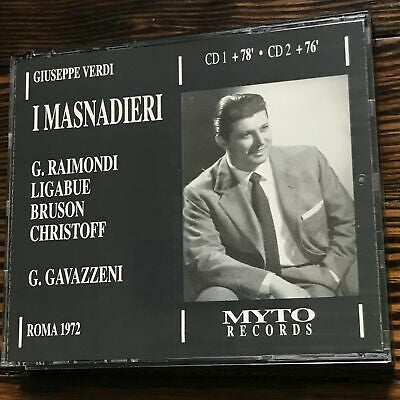 GIUSEPPE VERDI
CD 1 + 78' • CD 2 + 76'
I MASNADIERI
G. RAIMONDI
LIGABUE
BRUSON
CHRISTOFF
G. GAVAZZENI
ROMA 1972
MYTO
RECORDS